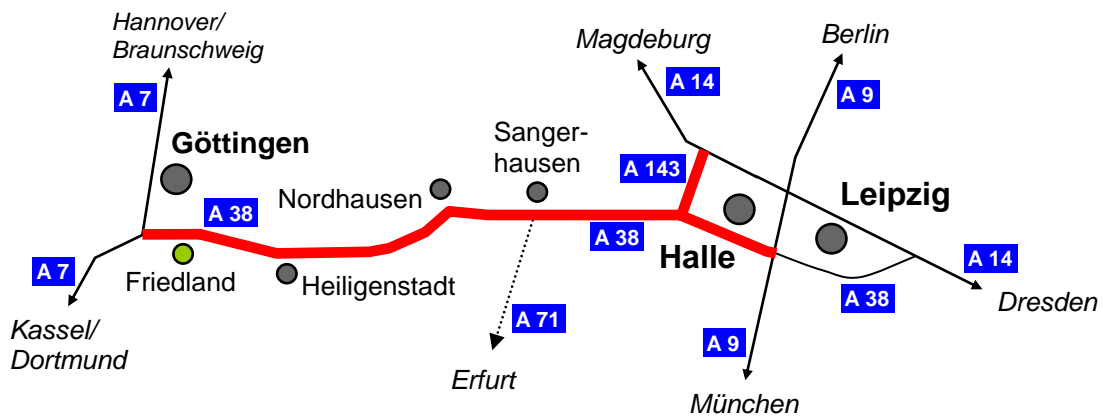 Hannover/
Braunschweig
Magdeburg
Berlin
A 7
A 14
A 9
Göttingen
Sanger-
hausen
A 143
Nordhausen
Leipzig
A 38
A 38
Halle
A 7
Friedland
Heiligenstadt
A 14
A 38
Dresden
Kassel/
Dortmund
A 71
A 9
Erfurt
München